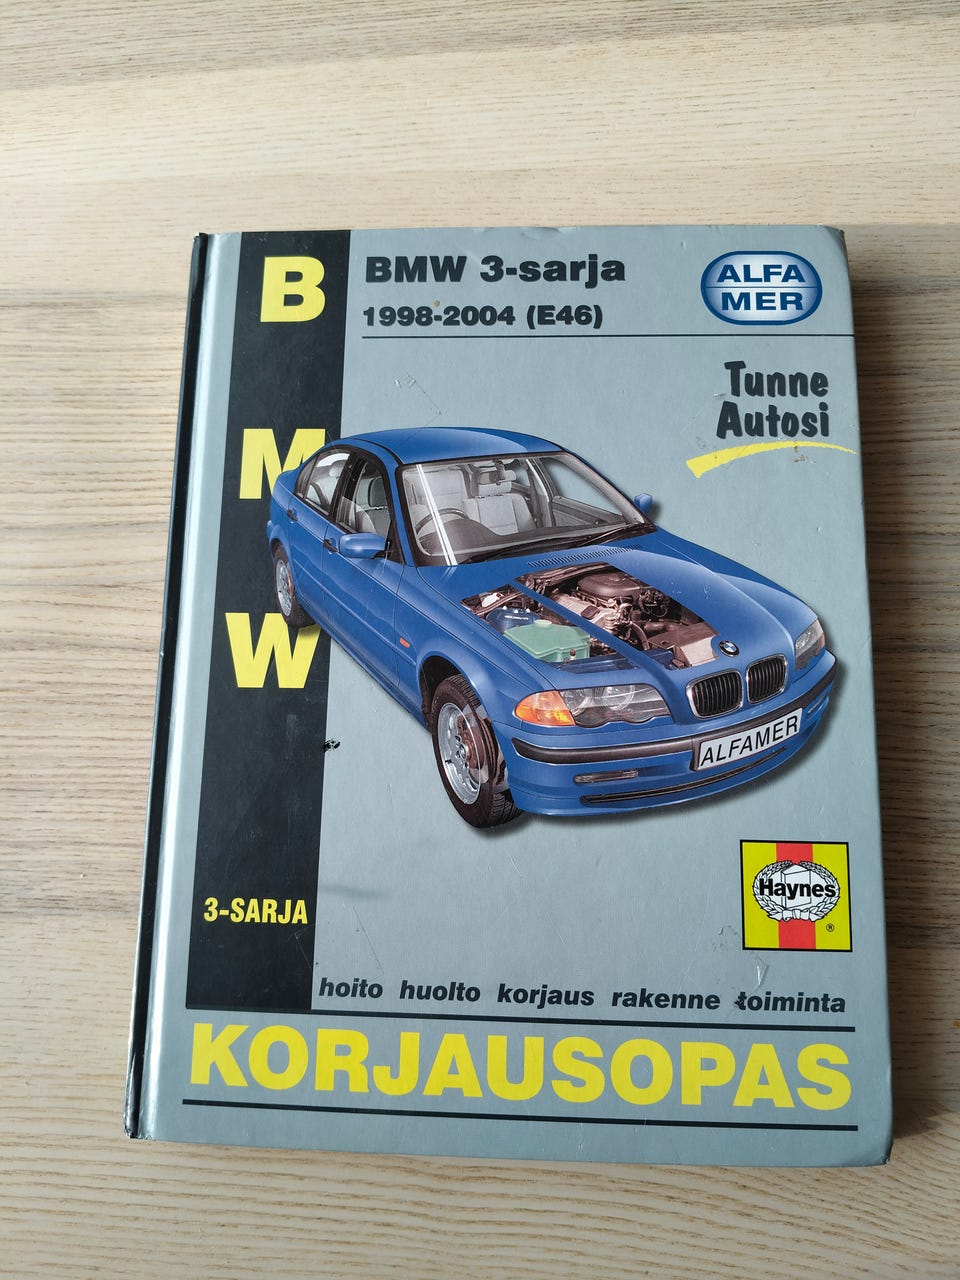 B
M
W
BMW 3-sarja
1998-2004 (E46)
ALFA
MER
Tunne
Autosi
ALFAMER
Haynes
®
3-SARJA
hoito huolto korjaus rakenne toiminta
KORJAUSOPAS